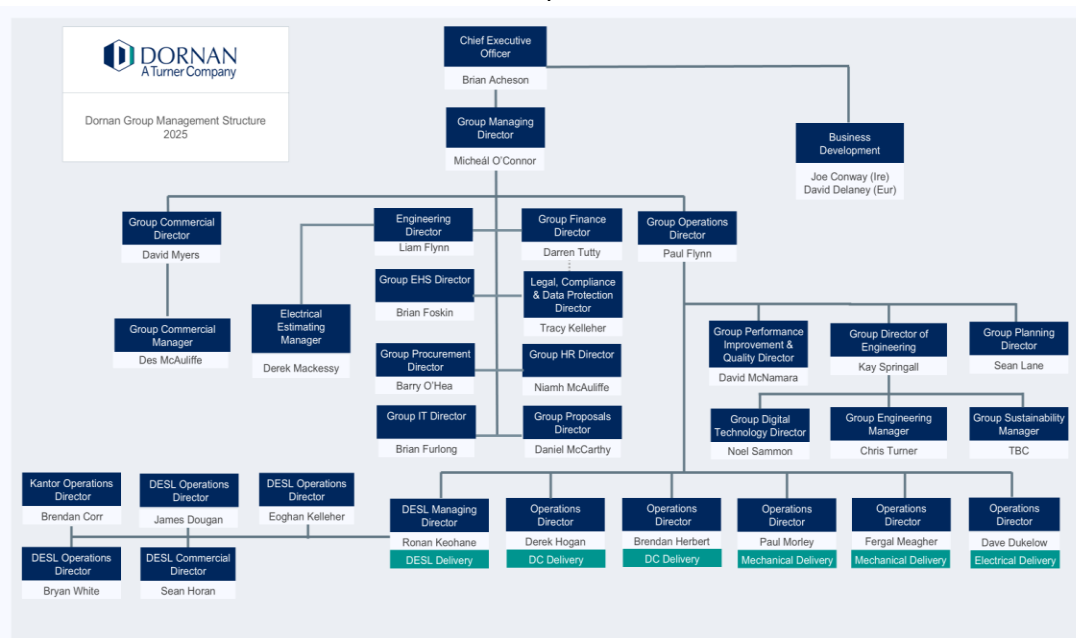 DORNAN
A Turner Company
Dornan Group Management Structure
2025
Chief Executive
Officer
Brian Acheson
Group Managing
Director
Micheál O'Connor
Business
Development
Joe Conway (Ire)
David Delaney (Eur)
Group Commercial
Director
David Myers
Engineering
Director
Liam Flynn
Group Finance
Director
Darren Tutty
Group Operations
Director
Paul Flynn
Group EHS Director
Brian Foskin
Legal, Compliance
& Data Protection
Director
Tracy Kelleher
Group Commercial
Manager
Des McAuliffe
Electrical
Estimating
Manager
Derek Mackessy
Group Performance
Improvement &
Quality Director
David McNamara
Group Director of
Engineering
Kay Springall
Group Planning
Director
Sean Lane
Group Procurement
Director
Barry O'Hea
Group HR Director
Niamh McAuliffe
Group IT Director
Brian Furlong
Group Proposals
Director
Daniel McCarthy
Group Digital
Technology Director
Noel Sammon
Group Engineering
Manager
Chris Turner
Group Sustainability
Manager
TBC
Kantor Operations
Director
Brendan Corr
DESL Operations
Director
James Dougan
DESL Operations
Director
Eoghan Kelleher
DESL Managing
Director
Ronan Keohane
DESL Delivery
Operations
Director
Derek Hogan
DC Delivery
Operations
Director
Brendan Herbert
DC Delivery
Operations
Director
Paul Morley
Mechanical Delivery
Operations
Director
Fergal Meagher
Mechanical Delivery
Operations
Director
Dave Dukelow
Electrical Delivery
DESL Operations
Director
Bryan White
DESL Commercial
Director
Sean Horan